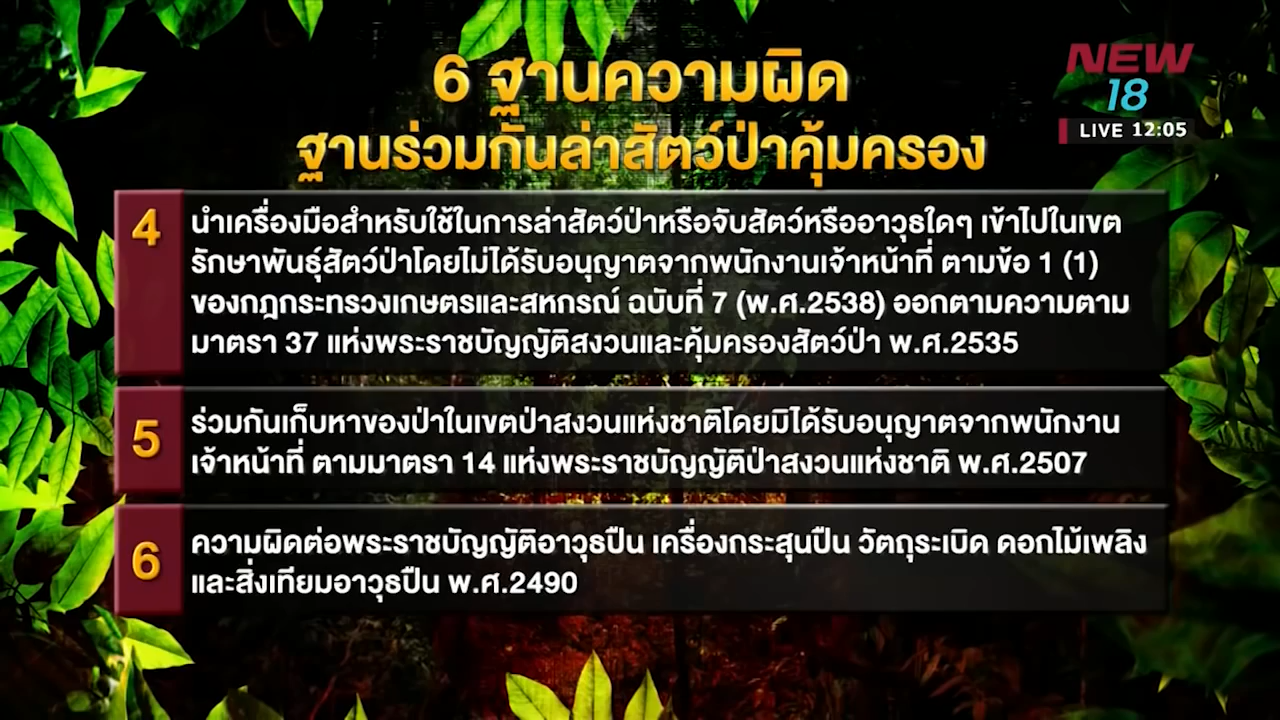 6 ฐานความผิด
ฐานร่วมกันล่าสัตว์ป่าคุ้มครอง
NEW
18
LIVE 12:05
4 นำเครื่องมือสำหรับใช้ในการล่าสัตว์ป่าหรือจับสัตว์หรืออาวุธใดๆ เข้าไปในเขต
รักษาพันธุ์สัตว์ป่าโดยไม่ได้รับอนุญาตจากพนักงานเจ้าหน้าที่ ตามข้อ 1 (1)
ของกฎกระทรวงเกษตรและสหกรณ์ ฉบับที่ 7 (พ.ศ.2538) ออกตามความตาม
มาตรา 37 แห่งพระราชบัญญัติสงวนและคุ้มครองสัตว์ป่า พ.ศ.2535
5 ร่วมกันเก็บหาของป่าในเขตป่าสงวนแห่งชาติโดยมิได้รับอนุญาตจากพนักงาน
เจ้าหน้าที่ ตามมาตรา 14 แห่งพระราชบัญญัติป่าสงวนแห่งชาติ พ.ศ.2507
6 ความผิดต่อพระราชบัญญัติอาวุธปืน เครื่องกระสุนปืน วัตถุระเบิด ดอกไม้เพลิง
และสิ่งเทียมอาวุธปืน พ.ศ.2490